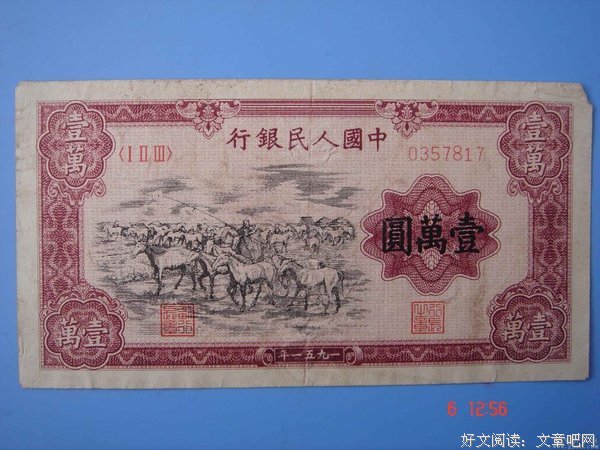 中國人民銀行
壹萬
壹萬
〈I II III〉
0357817
壹萬圓
壹萬
壹萬
一九五一年
6 12:56
好文阅读：文章吧网